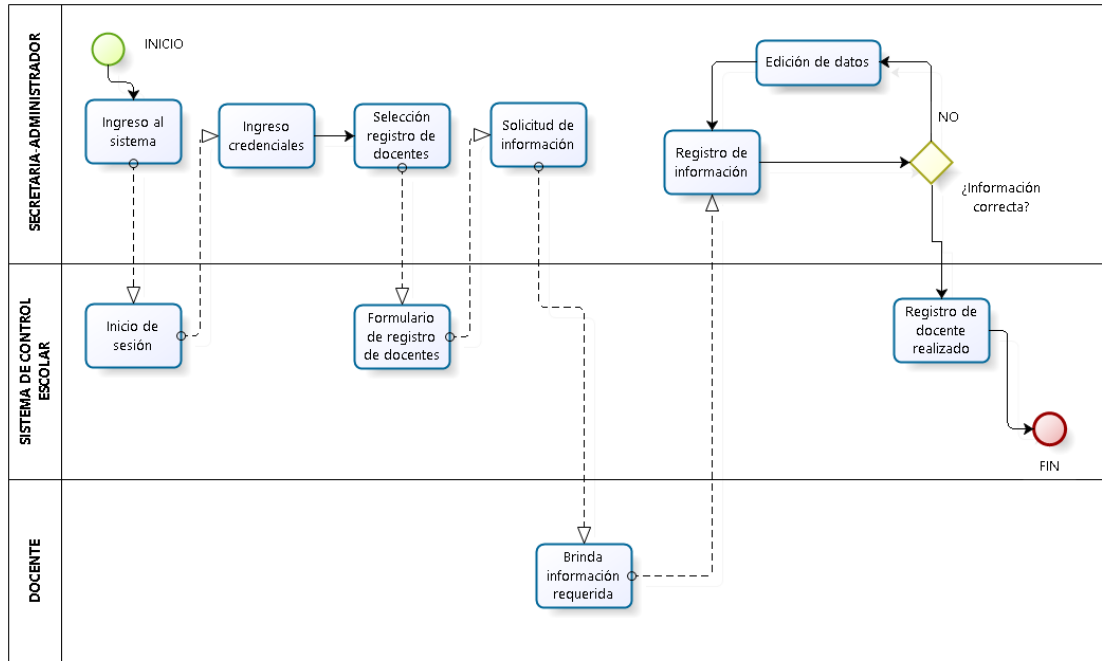 SECRETARIA-ADMINISTRADOR
INICIO
Ingreso al
sistema
Ingreso
credenciales
Selección
registro de
docentes
Solicitud de
información
Edición de datos
Registro de
información
NO
¿Información
correcta?
SISTEMA DE CONTROL
ESCOLAR
Inicio de
sesión
Formulario
de registro
de docentes
Registro de
docente
realizado
FIN
DOCENTE
Brinda
información
requerida